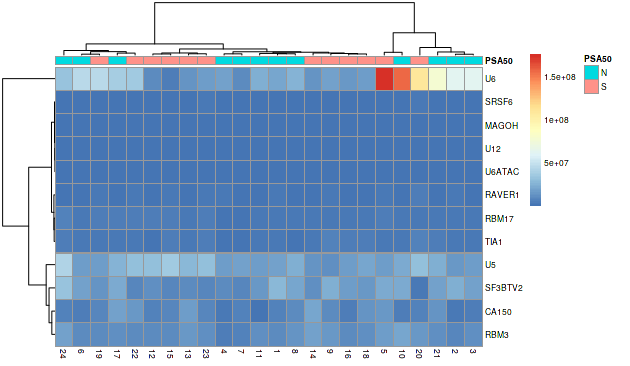 PSA50
PSA50
N
S
1.5e+08
1e+08
5e+07
U6
SRSF6
MAGOH
U12
U6ATAC
RAVER1
RBM17
TIA1
U5
SF3BTV2
CA150
RBM3
24 6 19 17 22 12 15 13 23 4 7 11 1 8 14 9 16 18 5 10 20 21 2 3